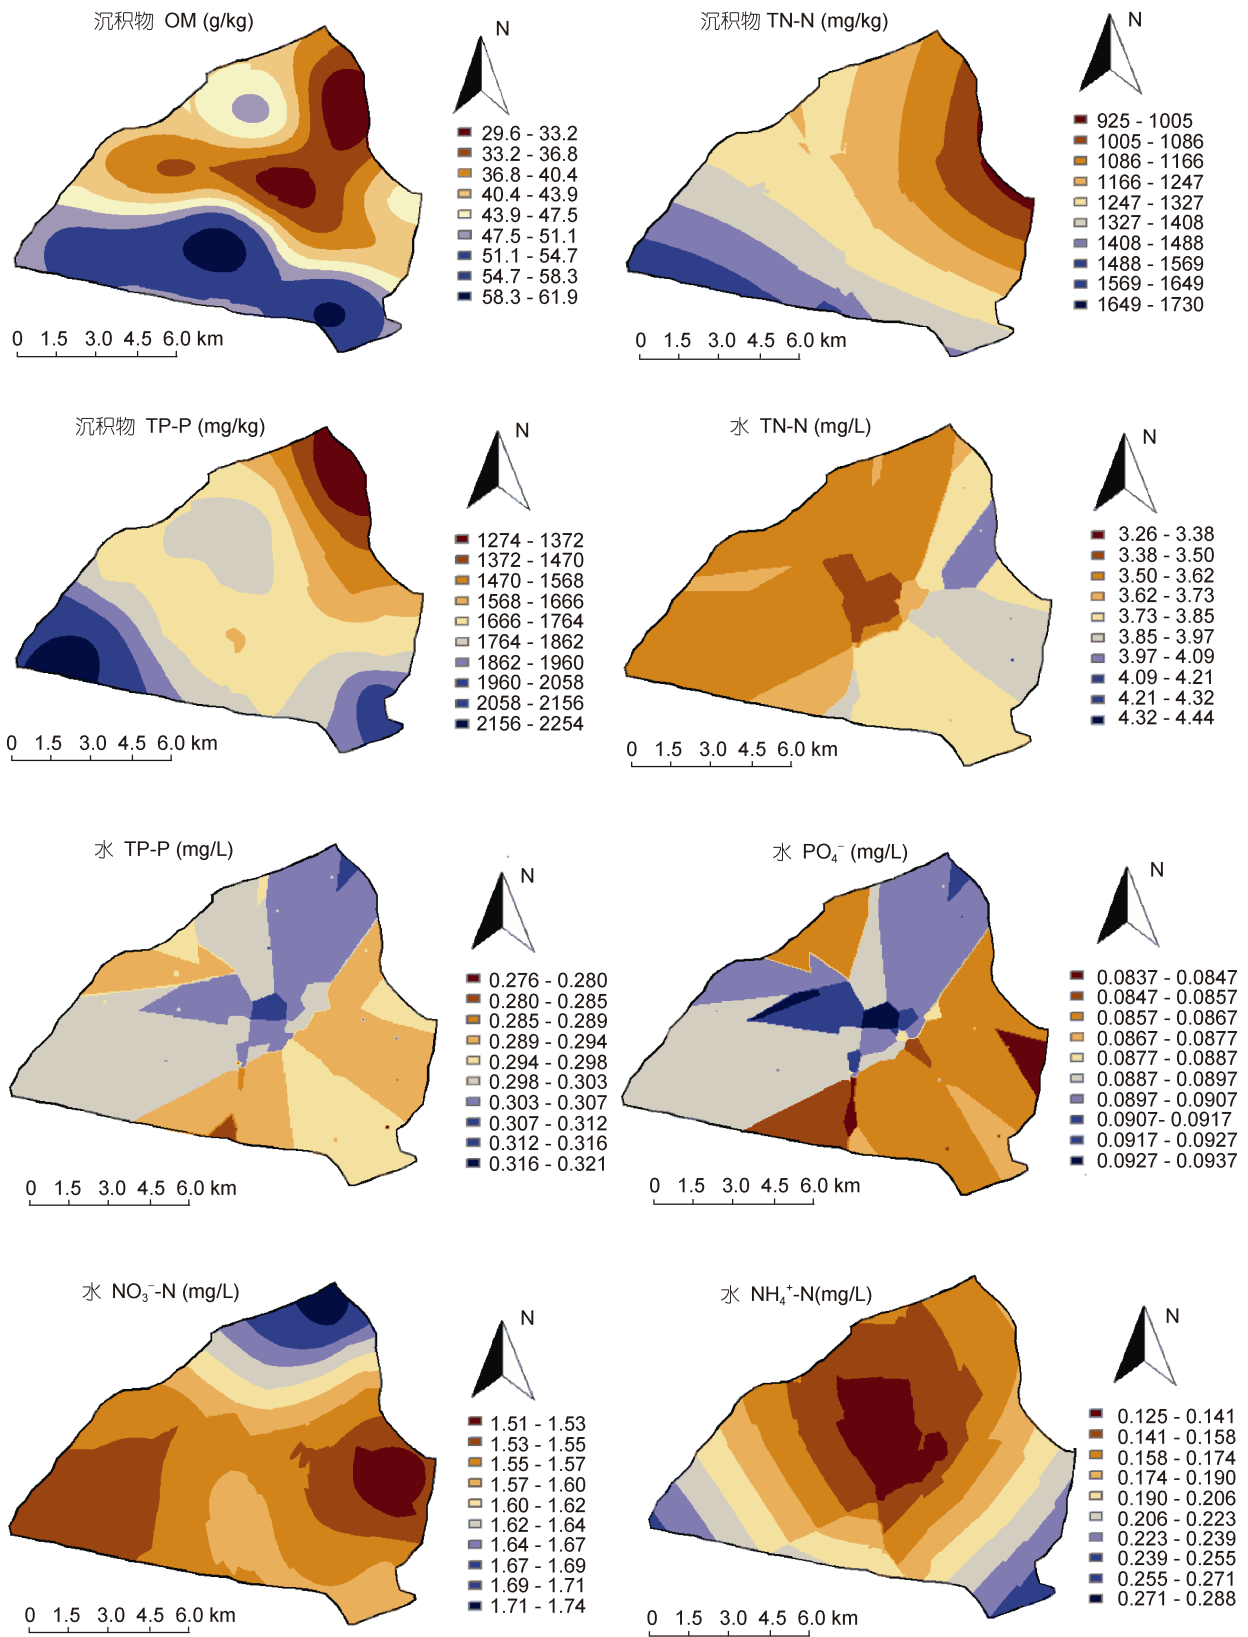 沉积物 OM (g/kg)
N
29.6 - 33.2
33.2 - 36.8
36.8 - 40.4
40.4 - 43.9
43.9 - 47.5
47.5 - 51.1
51.1 - 54.7
54.7 - 58.3
58.3 - 61.9
0 1.5 3.0 4.5 6.0 km
沉积物 TN-N (mg/kg)
N
925 - 1005
1005 - 1086
1086 - 1166
1166 - 1247
1247 - 1327
1327 - 1408
1408 - 1488
1488 - 1569
1569 - 1649
1649 - 1730
0 1.5 3.0 4.5 6.0 km
沉积物 TP-P (mg/kg)
N
1274 - 1372
1372 - 1470
1470 - 1568
1568 - 1666
1666 - 1764
1764 - 1862
1862 - 1960
1960 - 2058
2058 - 2156
2156 - 2254
0 1.5 3.0 4.5 6.0 km
水 TN-N (mg/L)
N
3.26 - 3.38
3.38 - 3.50
3.50 - 3.62
3.62 - 3.73
3.73 - 3.85
3.85 - 3.97
3.97 - 4.09
4.09 - 4.21
4.21 - 4.32
4.32 - 4.44
0 1.5 3.0 4.5 6.0 km
水 TP-P (mg/L)
N
0.276 - 0.280
0.280 - 0.285
0.285 - 0.289
0.289 - 0.294
0.294 - 0.298
0.298 - 0.303
0.303 - 0.307
0.307 - 0.312
0.312 - 0.316
0.316 - 0.321
0 1.5 3.0 4.5 6.0 km
水 PO₄⁻ (mg/L)
N
0.0837 - 0.0847
0.0847 - 0.0857
0.0857 - 0.0867
0.0867 - 0.0877
0.0877 - 0.0887
0.0887 - 0.0897
0.0897 - 0.0907
0.0907- 0.0917
0.0917 - 0.0927
0.0927 - 0.0937
0 1.5 3.0 4.5 6.0 km
水 NO₃⁻-N (mg/L)
N
1.51 - 1.53
1.53 - 1.55
1.55 - 1.57
1.57 - 1.60
1.60 - 1.62
1.62 - 1.64
1.64 - 1.67
1.67 - 1.69
1.69 - 1.71
1.71 - 1.74
0 1.5 3.0 4.5 6.0 km
水 NH₄⁺-N(mg/L)
N
0.125 - 0.141
0.141 - 0.158
0.158 - 0.174
0.174 - 0.190
0.190 - 0.206
0.206 - 0.223
0.223 - 0.239
0.239 - 0.255
0.255 - 0.271
0.271 - 0.288
0 1.5 3.0 4.5 6.0 km